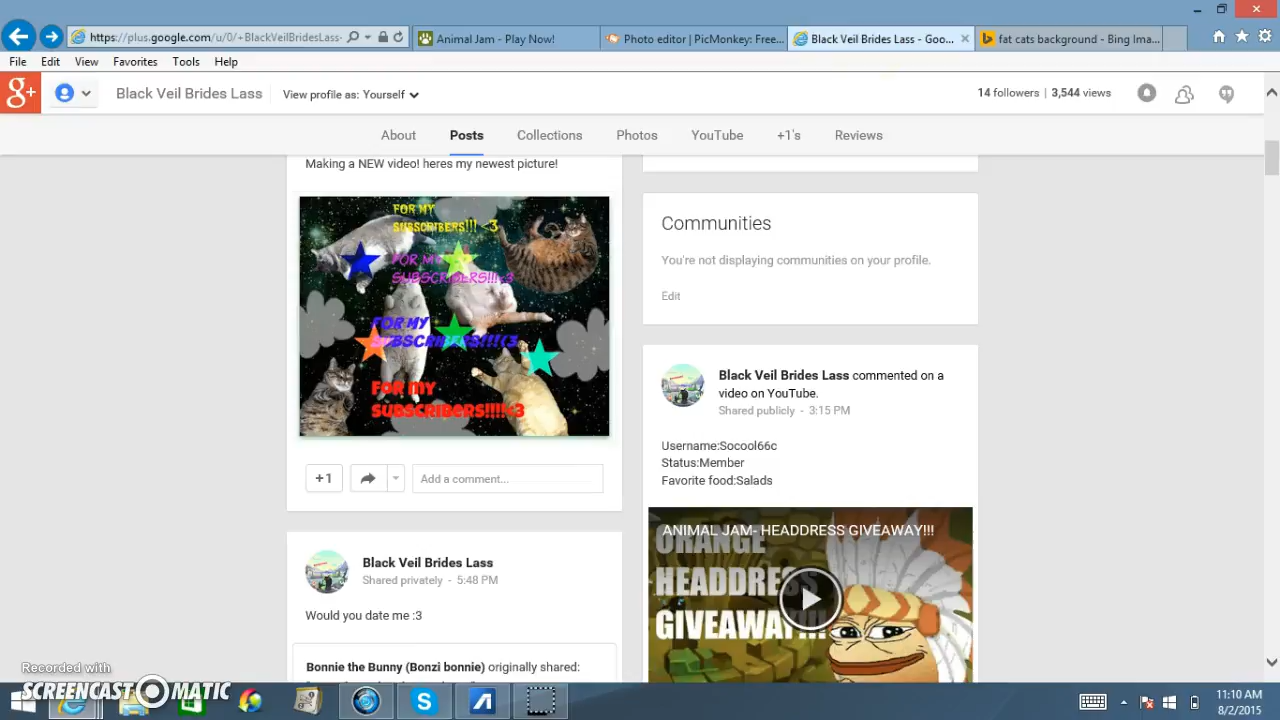 https://plus.google.com/u/0/+BlackVeilBridesLass-
Animal Jam - Play Now!
Photo editor | PicMonkey: Free...
Black Veil Brides Lass - Goo...
fat cats background - Bing Ima...
File Edit View Favorites Tools Help
g+
Black Veil Brides Lass
View profile as: Yourself
14 followers | 3,544 views
About Posts Collections Photos YouTube +1's Reviews
Making a NEW video! heres my newest picture!
FOR MY
SUBSCRIBERS!!! <3
FOR MY
SUBSCRIBERS!!!<3
FOR MY
SUBSCRIBERS!!!<3
FOR MY
SUBSCRIBERS!!!!<3
+1
Add a comment...
Black Veil Brides Lass
Shared privately - 5:48 PM
Would you date me :3
Bonnie the Bunny (Bonzi bonnie) originally shared:
Communities
You're not displaying communities on your profile.
Edit
Black Veil Brides Lass commented on a
video on YouTube.
Shared publicly - 3:15 PM
Username:Socool66c
Status:Member
Favorite food:Salads
ANIMAL JAM- HEADDRESS GIVEAWAY!!!
ORANGE
HEADDRESS
GIVEAWAY!!!
Recorded with
SCREENCAST-O-MATIC
11:10 AM
8/2/2015